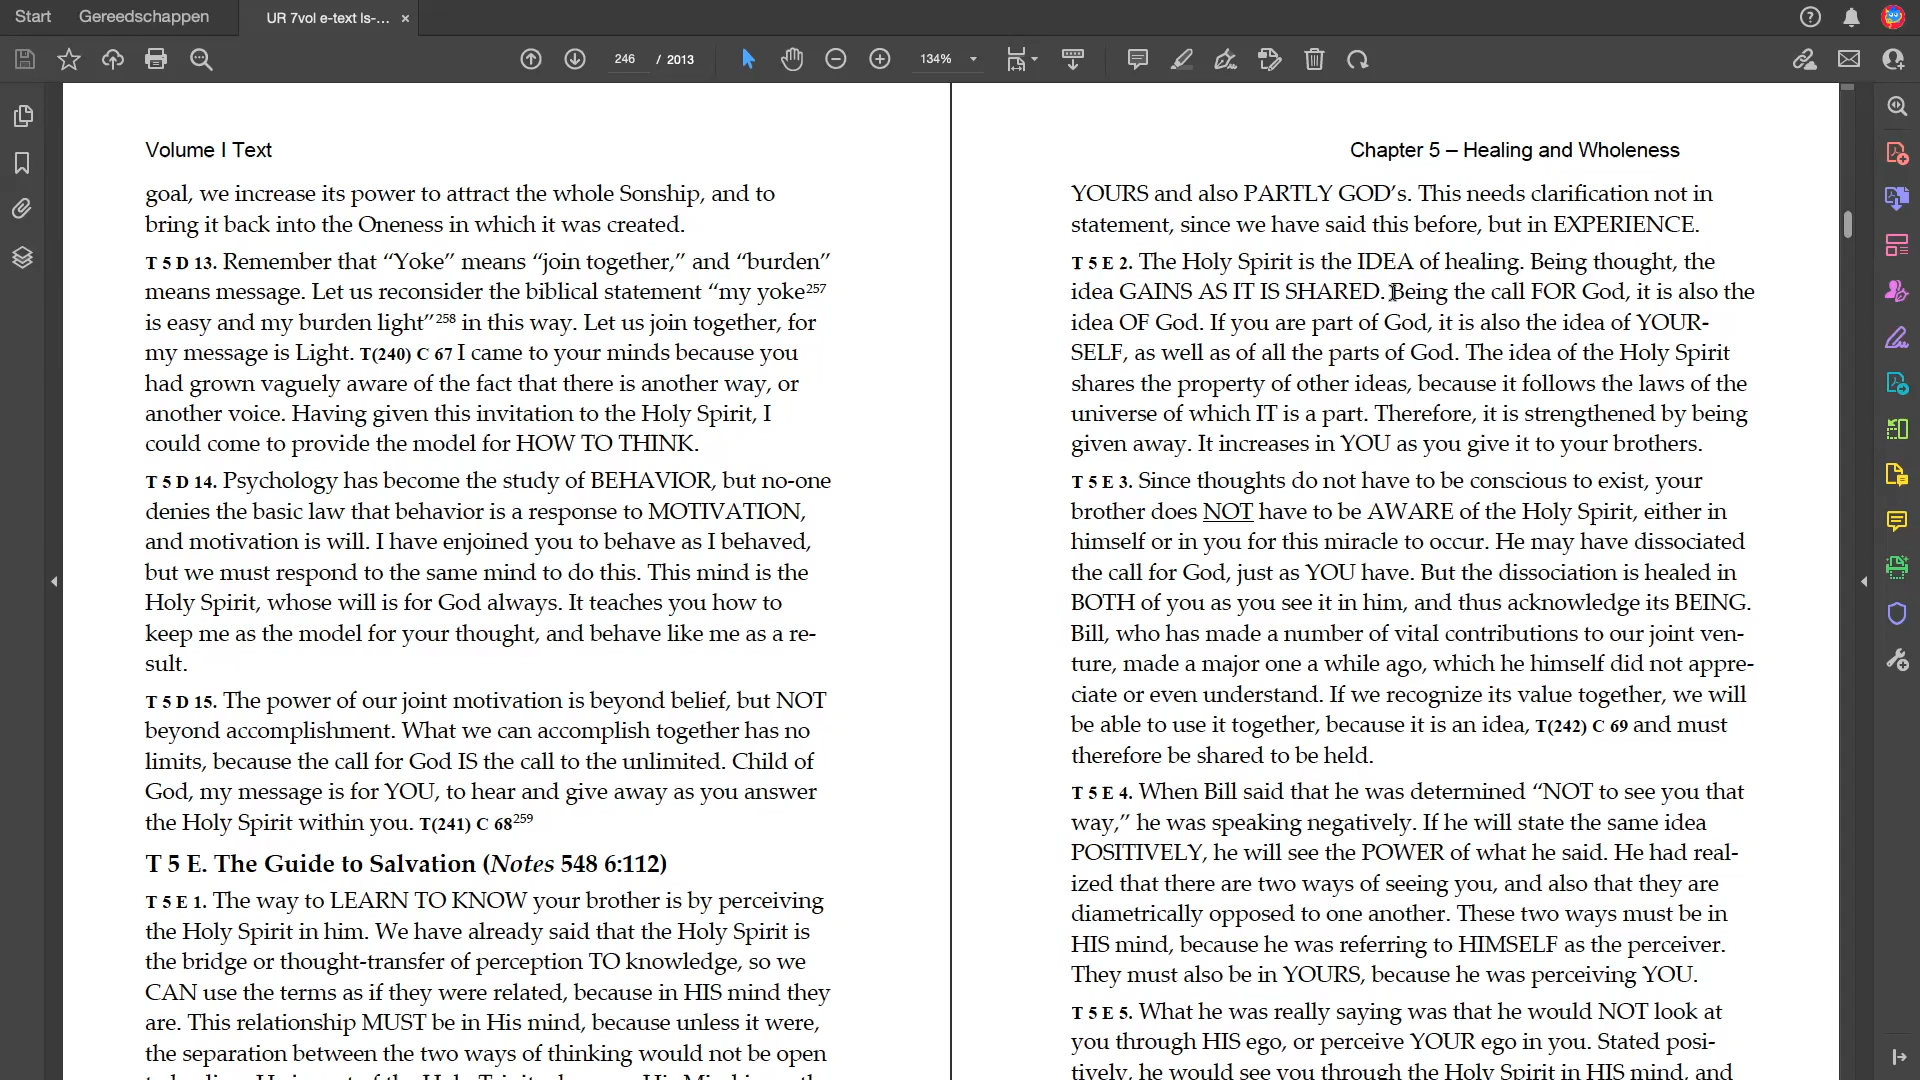 Start Gereedschappen UR 7vol e-text ls-... ×
246 / 2013 134%
Volume I Text
goal, we increase its power to attract the whole Sonship, and to
bring it back into the Oneness in which it was created.
T 5 D 13. Remember that “Yoke” means “join together,” and “burden”
means message. Let us reconsider the biblical statement “my yoke257
is easy and my burden light”258 in this way. Let us join together, for
my message is Light. T(240) C 67 I came to your minds because you
had grown vaguely aware of the fact that there is another way, or
another voice. Having given this invitation to the Holy Spirit, I
could come to provide the model for HOW TO THINK.
T 5 D 14. Psychology has become the study of BEHAVIOR, but no-one
denies the basic law that behavior is a response to MOTIVATION,
and motivation is will. I have enjoined you to behave as I behaved,
but we must respond to the same mind to do this. This mind is the
Holy Spirit, whose will is for God always. It teaches you how to
keep me as the model for your thought, and behave like me as a re-
sult.
T 5 D 15. The power of our joint motivation is beyond belief, but NOT
beyond accomplishment. What we can accomplish together has no
limits, because the call for God IS the call to the unlimited. Child of
God, my message is for YOU, to hear and give away as you answer
the Holy Spirit within you. T(241) C 68259
T 5 E. The Guide to Salvation (Notes 548 6:112)
T 5 E 1. The way to LEARN TO KNOW your brother is by perceiving
the Holy Spirit in him. We have already said that the Holy Spirit is
the bridge or thought-transfer of perception TO knowledge, so we
CAN use the terms as if they were related, because in HIS mind they
are. This relationship MUST be in His mind, because unless it were,
the separation between the two ways of thinking would not be open
Chapter 5 – Healing and Wholeness
YOURS and also PARTLY GOD’s. This needs clarification not in
statement, since we have said this before, but in EXPERIENCE.
T 5 E 2. The Holy Spirit is the IDEA of healing. Being thought, the
idea GAINS AS IT IS SHARED. Being the call FOR God, it is also the
idea OF God. If you are part of God, it is also the idea of YOUR-
SELF, as well as of all the parts of God. The idea of the Holy Spirit
shares the property of other ideas, because it follows the laws of the
universe of which IT is a part. Therefore, it is strengthened by being
given away. It increases in YOU as you give it to your brothers.
T 5 E 3. Since thoughts do not have to be conscious to exist, your
brother does NOT have to be AWARE of the Holy Spirit, either in
himself or in you for this miracle to occur. He may have dissociated
the call for God, just as YOU have. But the dissociation is healed in
BOTH of you as you see it in him, and thus acknowledge its BEING.
Bill, who has made a number of vital contributions to our joint ven-
ture, made a major one a while ago, which he himself did not appre-
ciate or even understand. If we recognize its value together, we will
be able to use it together, because it is an idea, T(242) C 69 and must
therefore be shared to be held.
T 5 E 4. When Bill said that he was determined “NOT to see you that
way,” he was speaking negatively. If he will state the same idea
POSITIVELY, he will see the POWER of what he said. He had real-
ized that there are two ways of seeing you, and also that they are
diametrically opposed to one another. These two ways must be in
HIS mind, because he was referring to HIMSELF as the perceiver.
They must also be in YOURS, because he was perceiving YOU.
T 5 E 5. What he was really saying was that he would NOT look at
you through HIS ego, or perceive YOUR ego in you. Stated posi-
tively, he would see you through the Holy Spirit in HIS mind, and